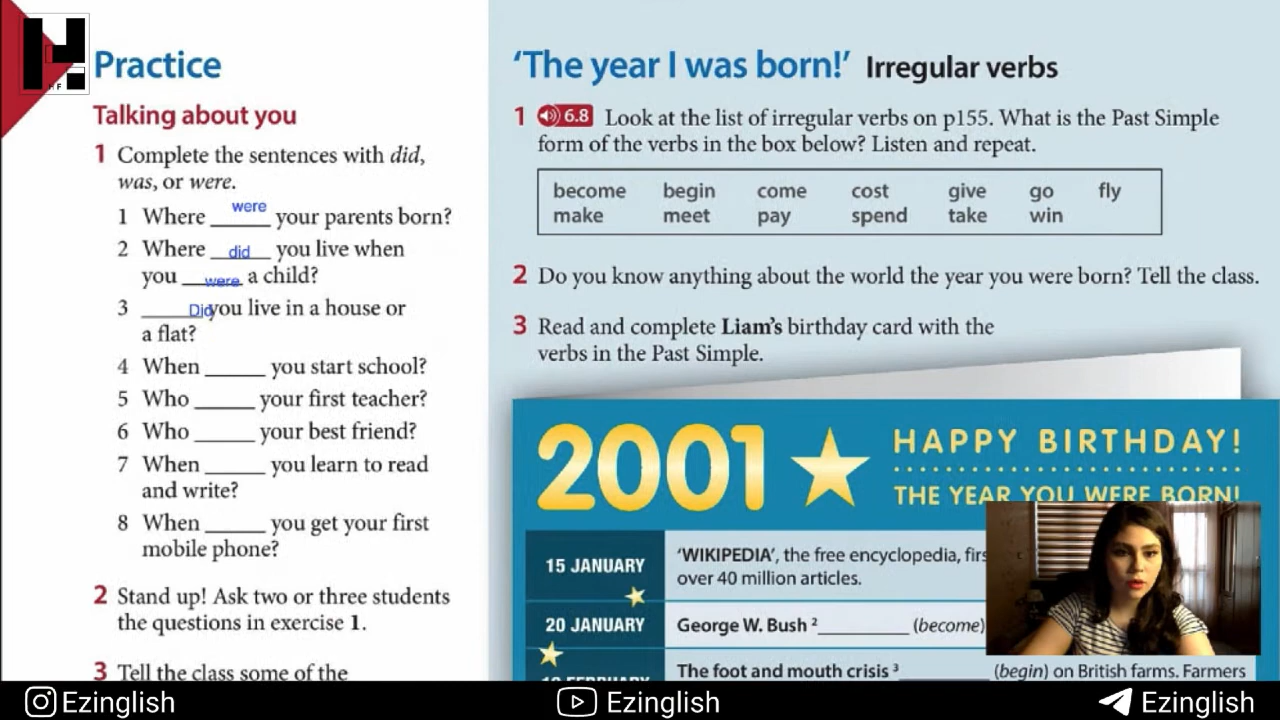 HF
Practice
Talking about you
1 Complete the sentences with did,
was, or were.
1 Where were your parents born?
2 Where did you live when
you were a child?
3 Did you live in a house or
a flat?
4 When ______ you start school?
5 Who ______ your first teacher?
6 Who ______ your best friend?
7 When ______ you learn to read
and write?
8 When ______ you get your first
mobile phone?
2 Stand up! Ask two or three students
the questions in exercise 1.
3 Tell the class some of the
‘The year I was born!’ Irregular verbs
1 6.8 Look at the list of irregular verbs on p155. What is the Past Simple
form of the verbs in the box below? Listen and repeat.
become begin come cost give go fly
make meet pay spend take win
2 Do you know anything about the world the year you were born? Tell the class.
3 Read and complete Liam’s birthday card with the
verbs in the Past Simple.
2001 HAPPY BIRTHDAY!
THE YEAR YOU WERE BORN!
15 JANUARY ‘WIKIPEDIA’, the free encyclopedia,
over 40 million articles.
20 JANUARY George W. Bush ²__________ (become)
The foot and mouth crisis ³__________ (begin) on British farms. Farmers
Ezinglish Ezinglish Ezinglish